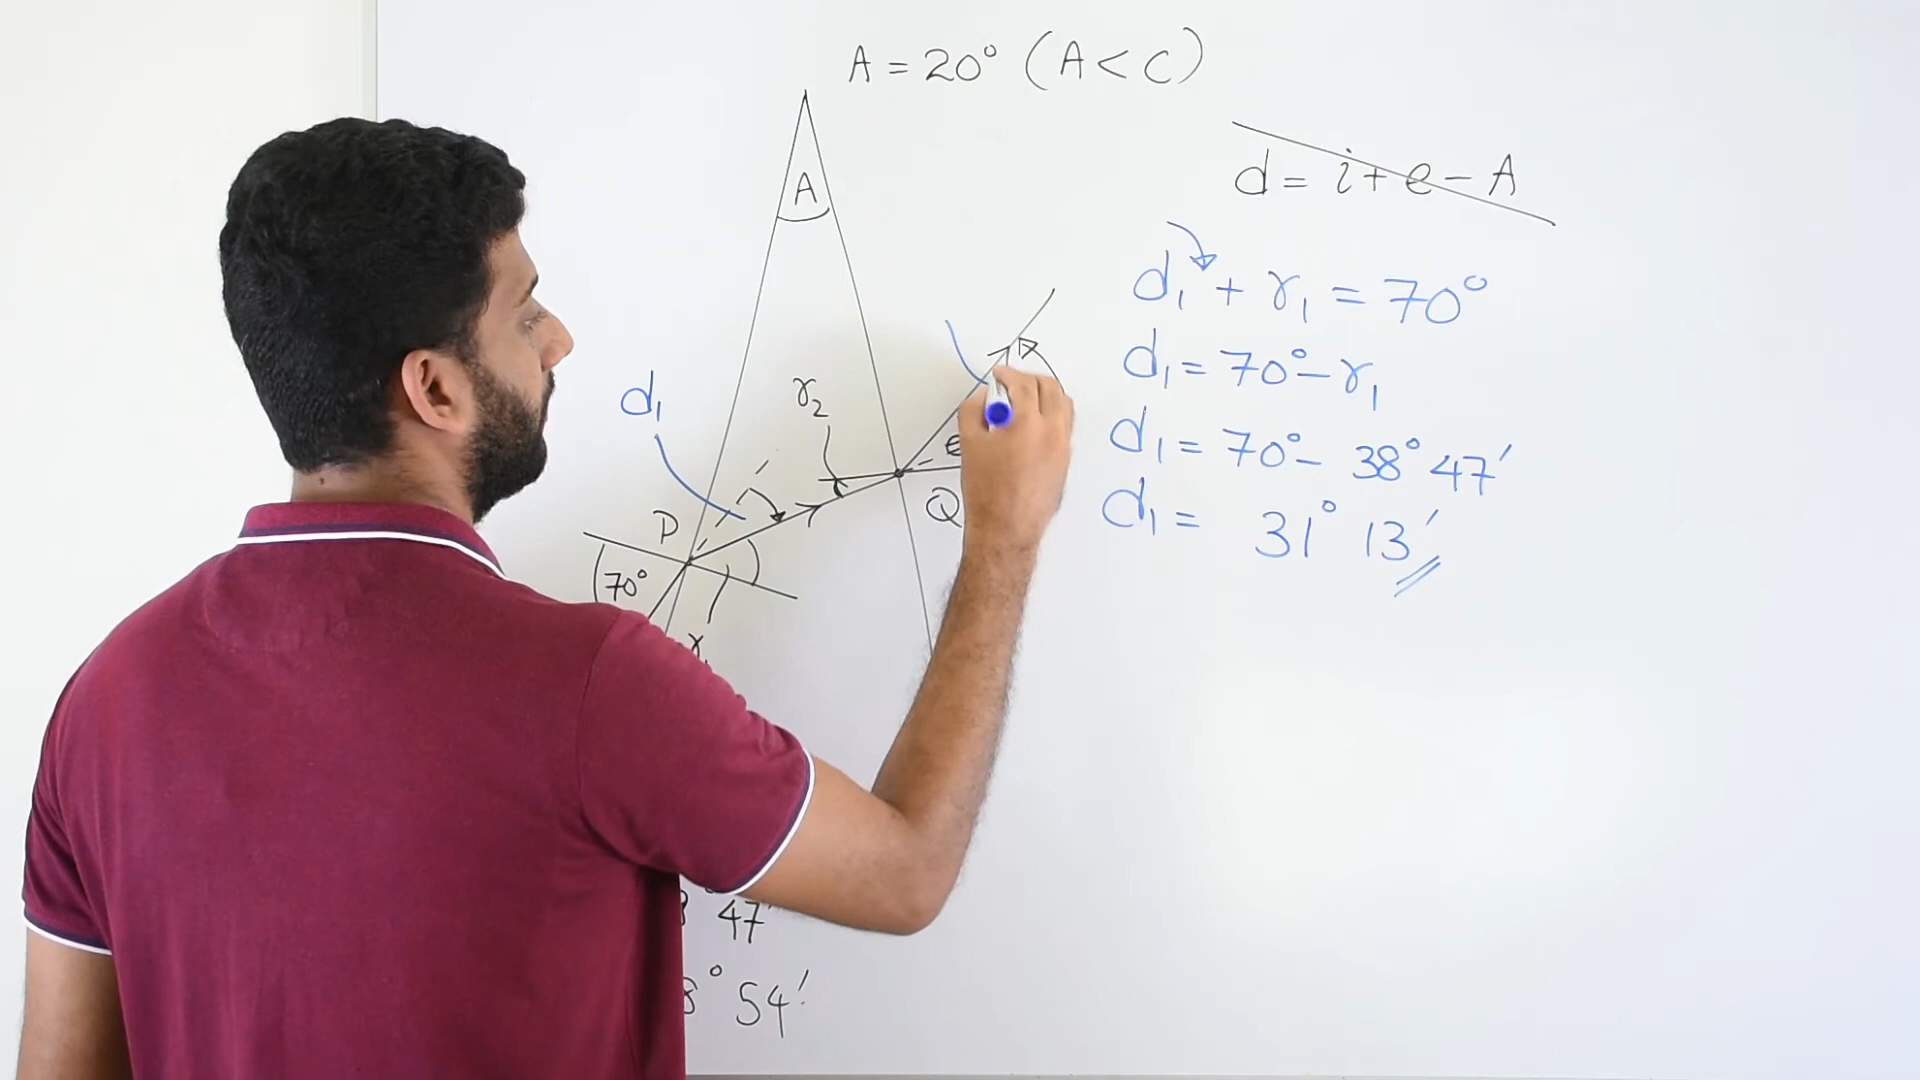 A = 20° (A < C)
A
d = i + e - A
d₁ + r₁ = 70°
d₁ = 70° - r₁
d₁ = 70° - 38° 47'
d₁ = 31° 13'
d₁
r₂
e
P
Q
70°
47'
8° 54'